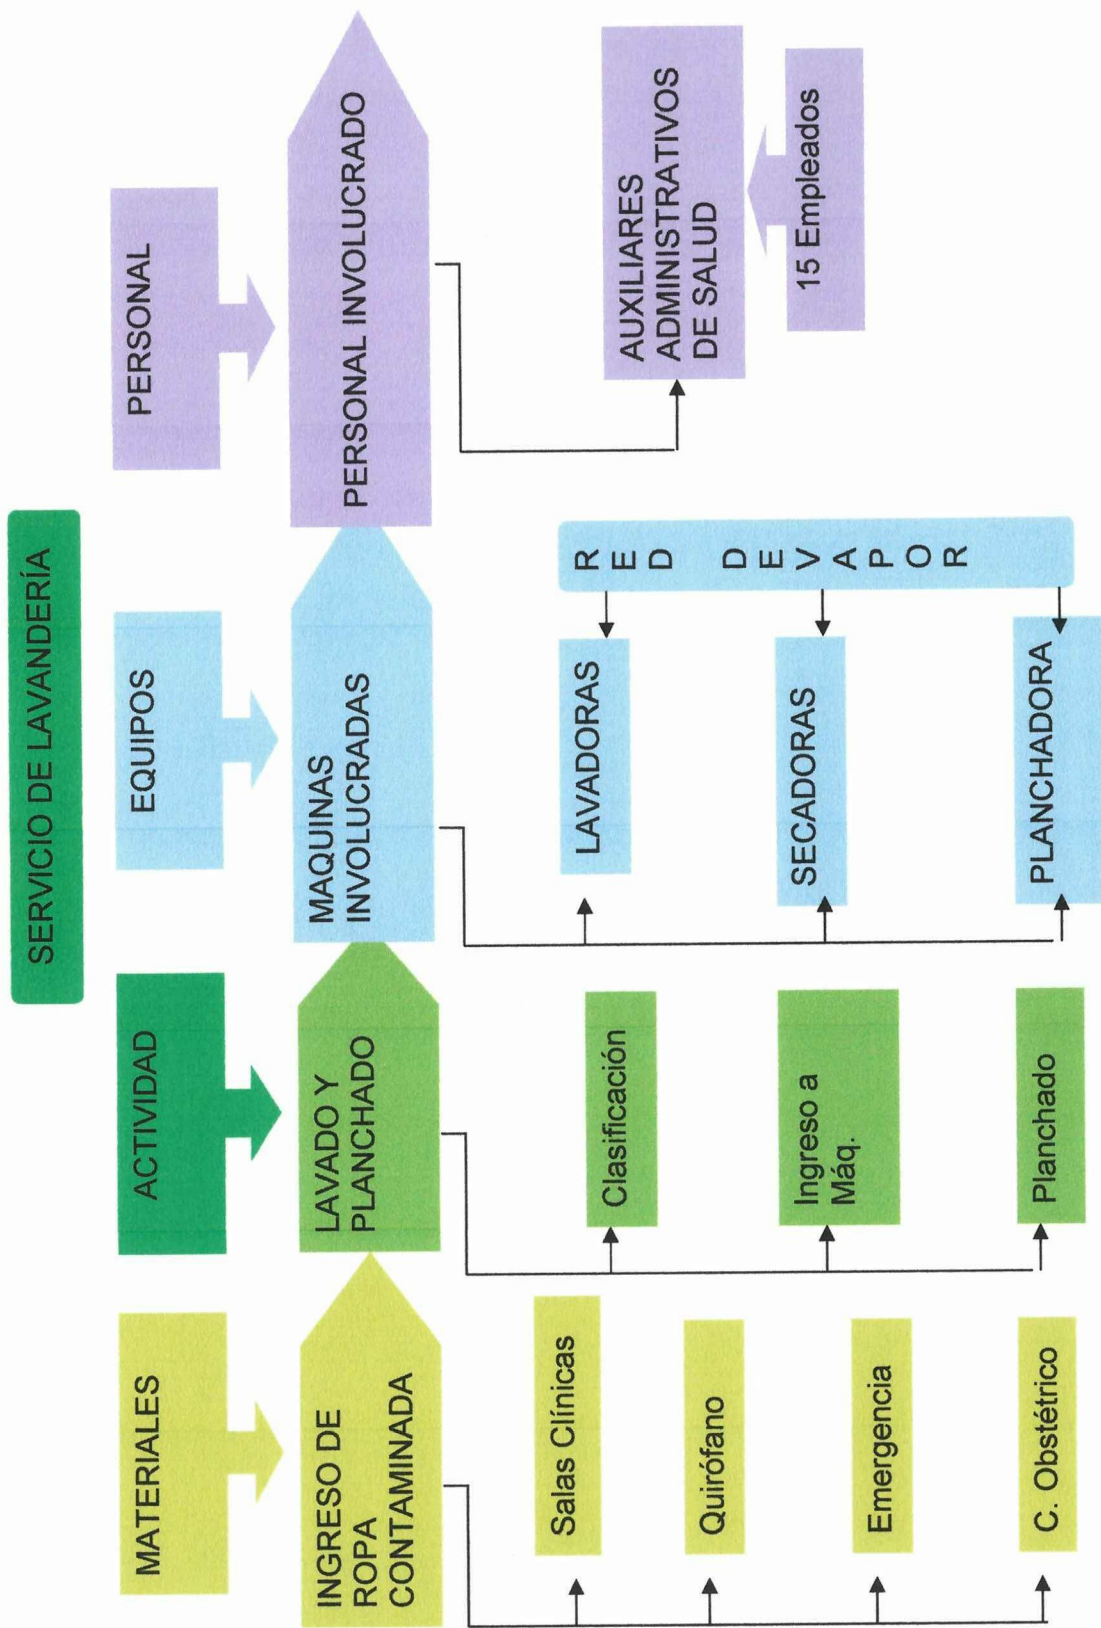 SERVICIO DE LAVANDERÍA
MATERIALES
ACTIVIDAD
EQUIPOS
PERSONAL
INGRESO DE
ROPA
CONTAMINADA
LAVADO Y
PLANCHADO
MAQUINAS
INVOLUCRADAS
PERSONAL INVOLUCRADO
Salas Clínicas
Quirófano
Emergencia
C. Obstétrico
Clasificación
Ingreso a
Máq.
Planchado
LAVADORAS
SECADORAS
PLANCHADORA
RED DE VAPOR
AUXILIARES
ADMINISTRATIVOS
DE SALUD
15 Empleados